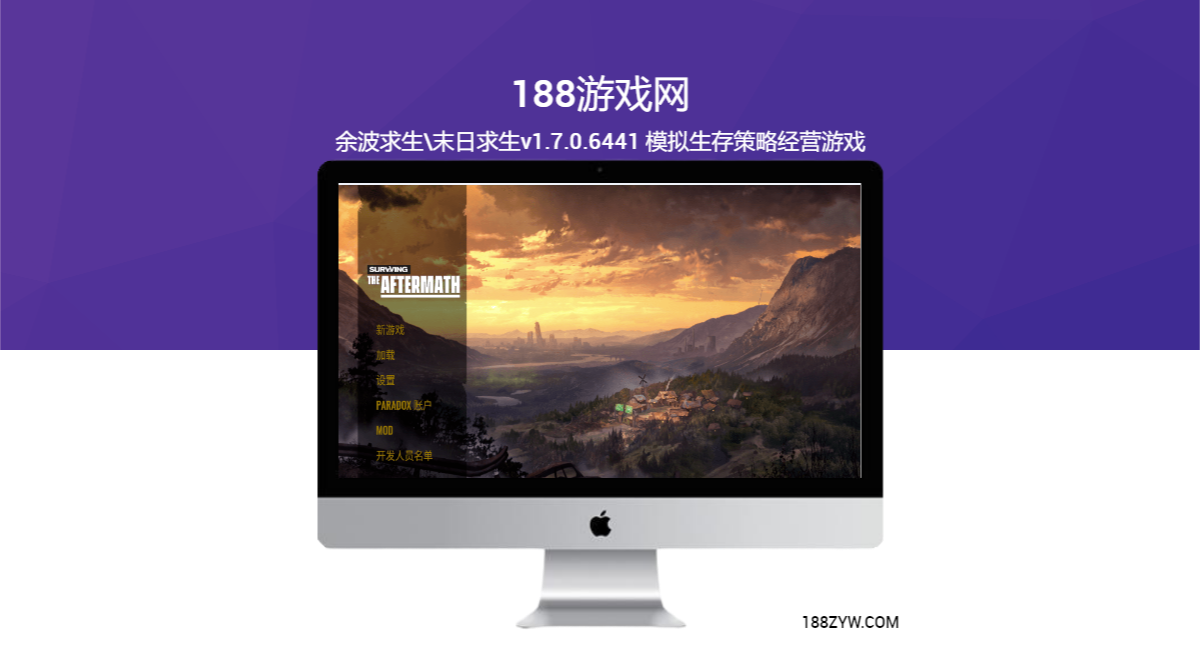 188游戏网
余波求生\末日求生v1.7.0.6441 模拟生存策略经营游戏
SURVIVING
THE AFTERMATH
新游戏
加载
设置
PARADOX 账户
MOD
开发人员名单
188ZYW.COM